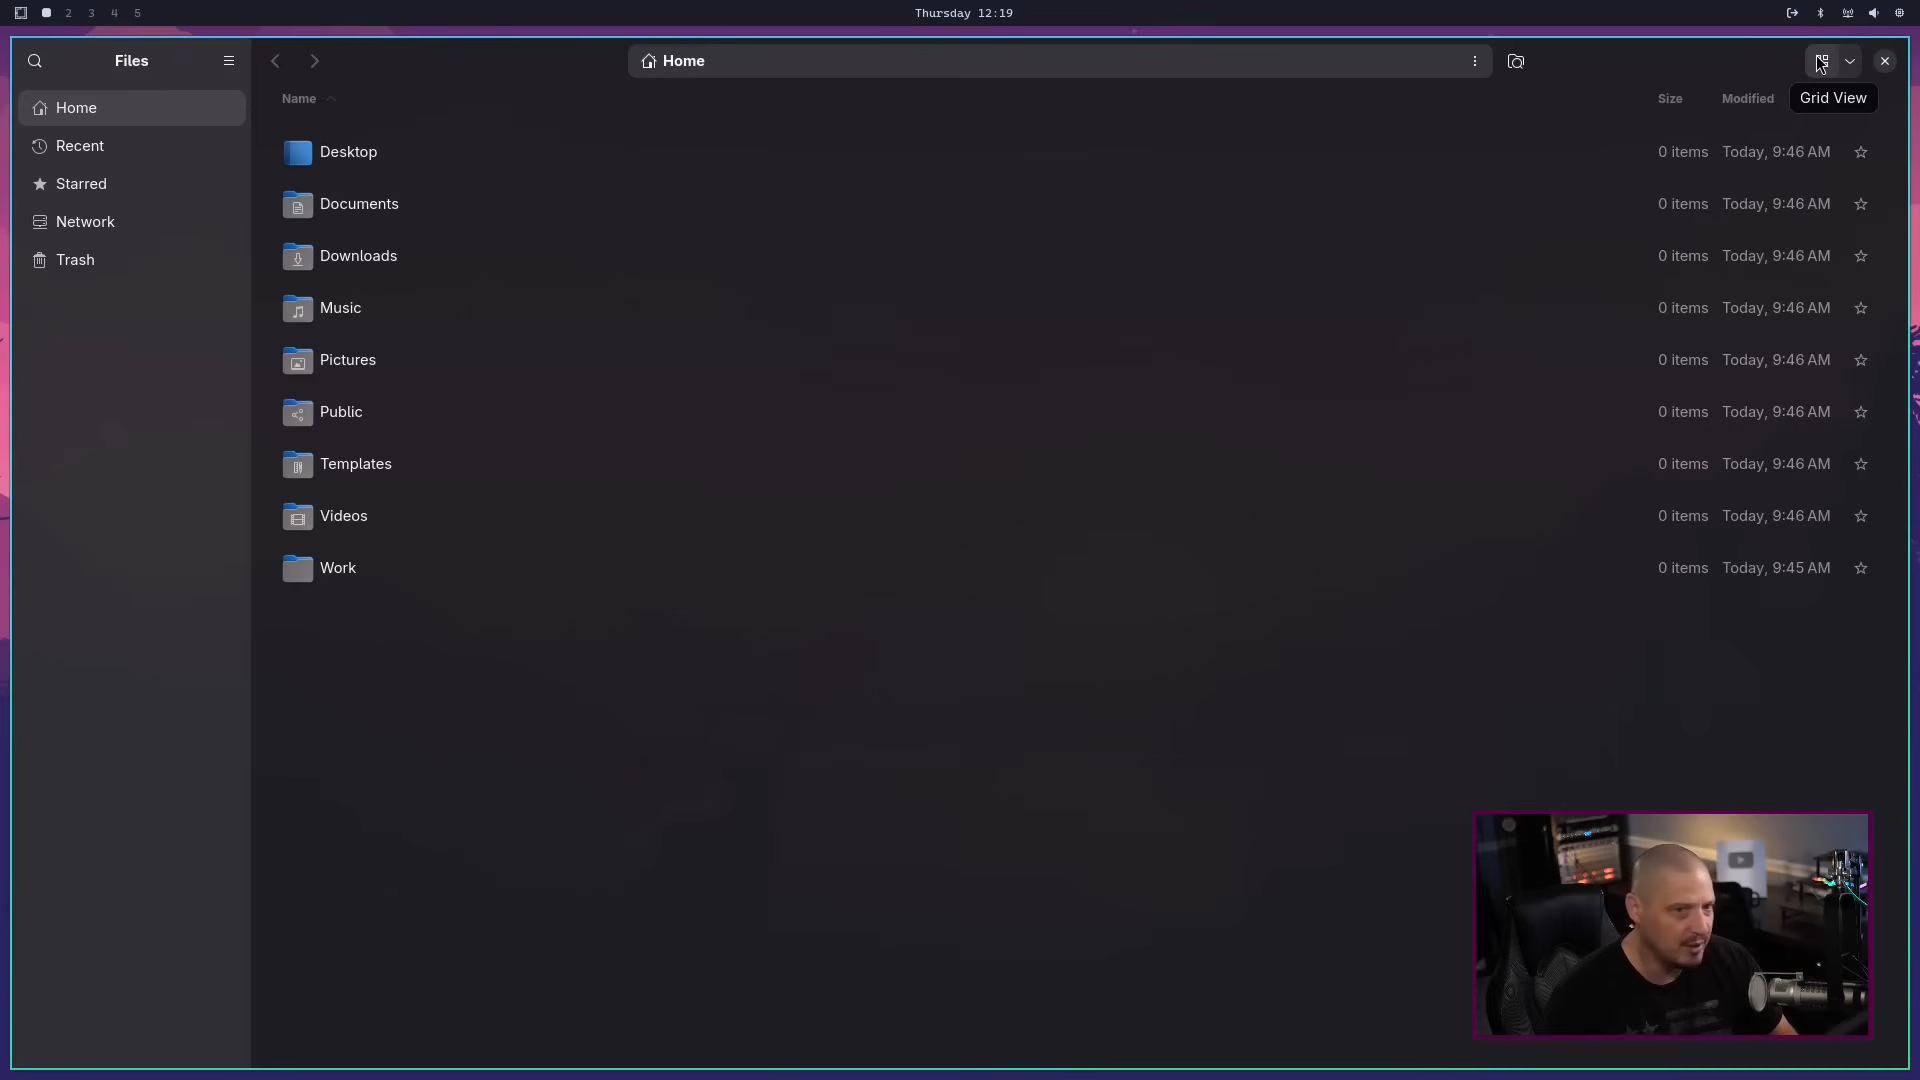 2 3 4 5 Thursday 12:19
Files Home
Grid View
Name Size Modified
Home
Recent
Starred
Network
Trash
Desktop 0 items Today, 9:46 AM
Documents 0 items Today, 9:46 AM
Downloads 0 items Today, 9:46 AM
Music 0 items Today, 9:46 AM
Pictures 0 items Today, 9:46 AM
Public 0 items Today, 9:46 AM
Templates 0 items Today, 9:46 AM
Videos 0 items Today, 9:46 AM
Work 0 items Today, 9:45 AM